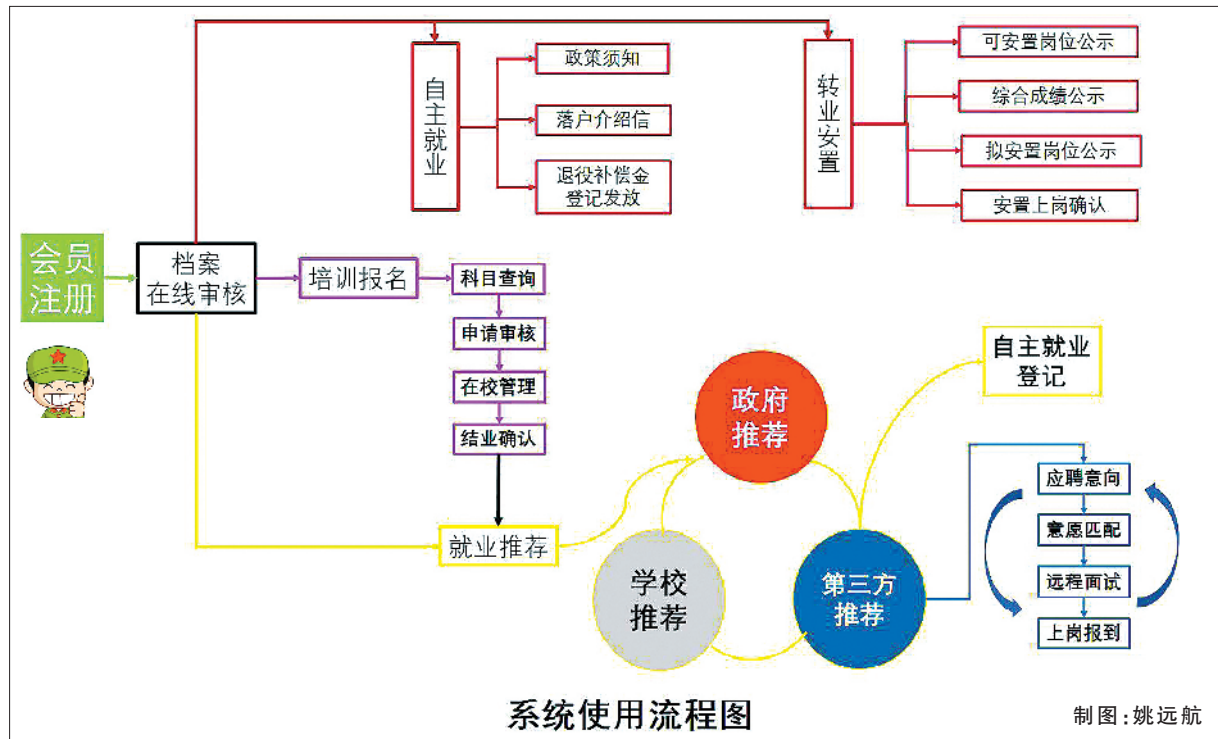 自主就业
政策须知
落户介绍信
退役补偿金
登记发放
转业安置
可安置岗位公示
综合成绩公示
拟安置岗位公示
安置上岗确认
会员
注册
档案
在线审核
培训报名
科目查询
申请审核
在校管理
结业确认
就业推荐
政府
推荐
学校
推荐
第三方
推荐
自主就业
登记
应聘意向
意愿匹配
远程面试
上岗报到
系统使用流程图
制图:姚远航